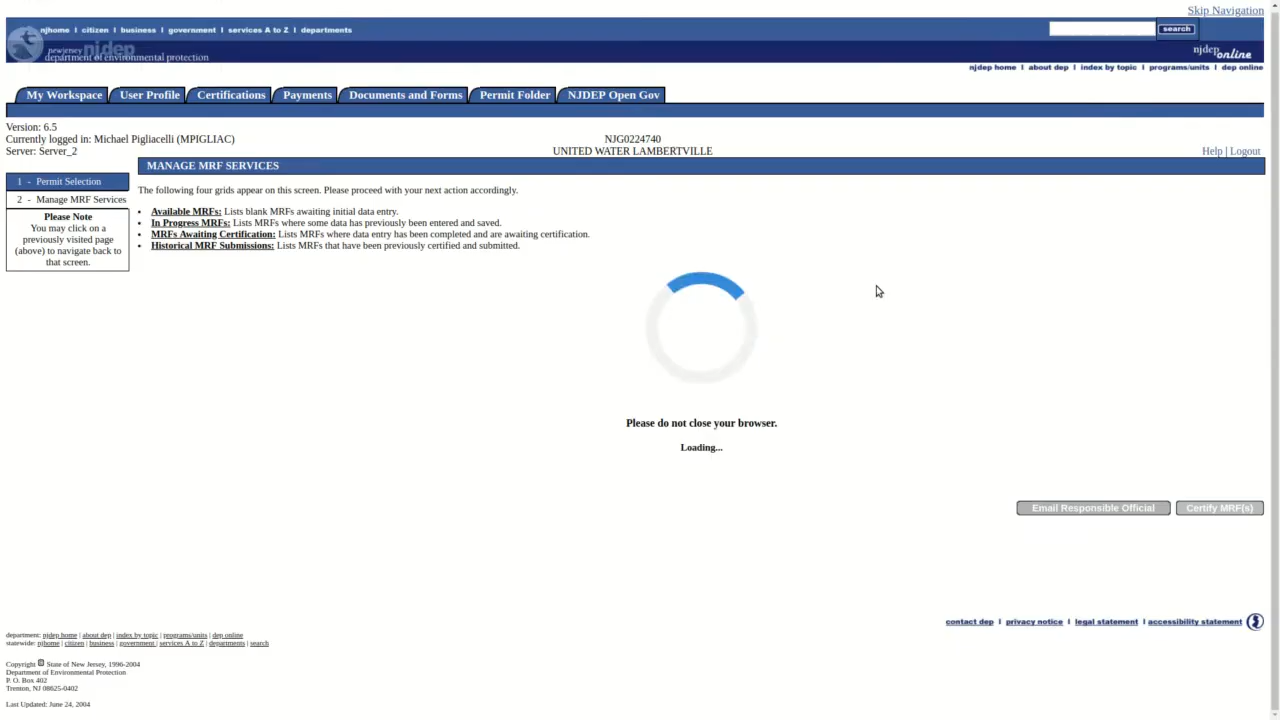 Skip Navigation
njhome | citizen | business | government | services A to Z | departments
search
newjersey njdep
department of environmental protection
njdep online
njdep home | about dep | index by topic | programs/units | dep online
My Workspace User Profile Certifications Payments Documents and Forms Permit Folder NJDEP Open Gov
Version: 6.5
Currently logged in: Michael Pigliacelli (MPIGLIAC)
NJG0224740
Server: Server_2
UNITED WATER LAMBERTVILLE
Help | Logout
MANAGE MRF SERVICES
1 - Permit Selection
2 - Manage MRF Services
Please Note
You may click on a
previously visited page
(above) to navigate back to
that screen.
The following four grids appear on this screen. Please proceed with your next action accordingly.
• Available MRFs: Lists blank MRFs awaiting initial data entry.
• In Progress MRFs: Lists MRFs where some data has previously been entered and saved.
• MRFs Awaiting Certification: Lists MRFs where data entry has been completed and are awaiting certification.
• Historical MRF Submissions: Lists MRFs that have been previously certified and submitted.
Please do not close your browser.
Loading...
Email Responsible Official Certify MRF(s)
contact dep | privacy notice | legal statement | accessibility statement
department: njdep home | about dep | index by topic | programs/units | dep online
statewide: njhome | citizen | business | government | services A to Z | departments | search
Copyright © State of New Jersey, 1996-2004
Department of Environmental Protection
P. O. Box 402
Trenton, NJ 08625-0402
Last Updated: June 24, 2004